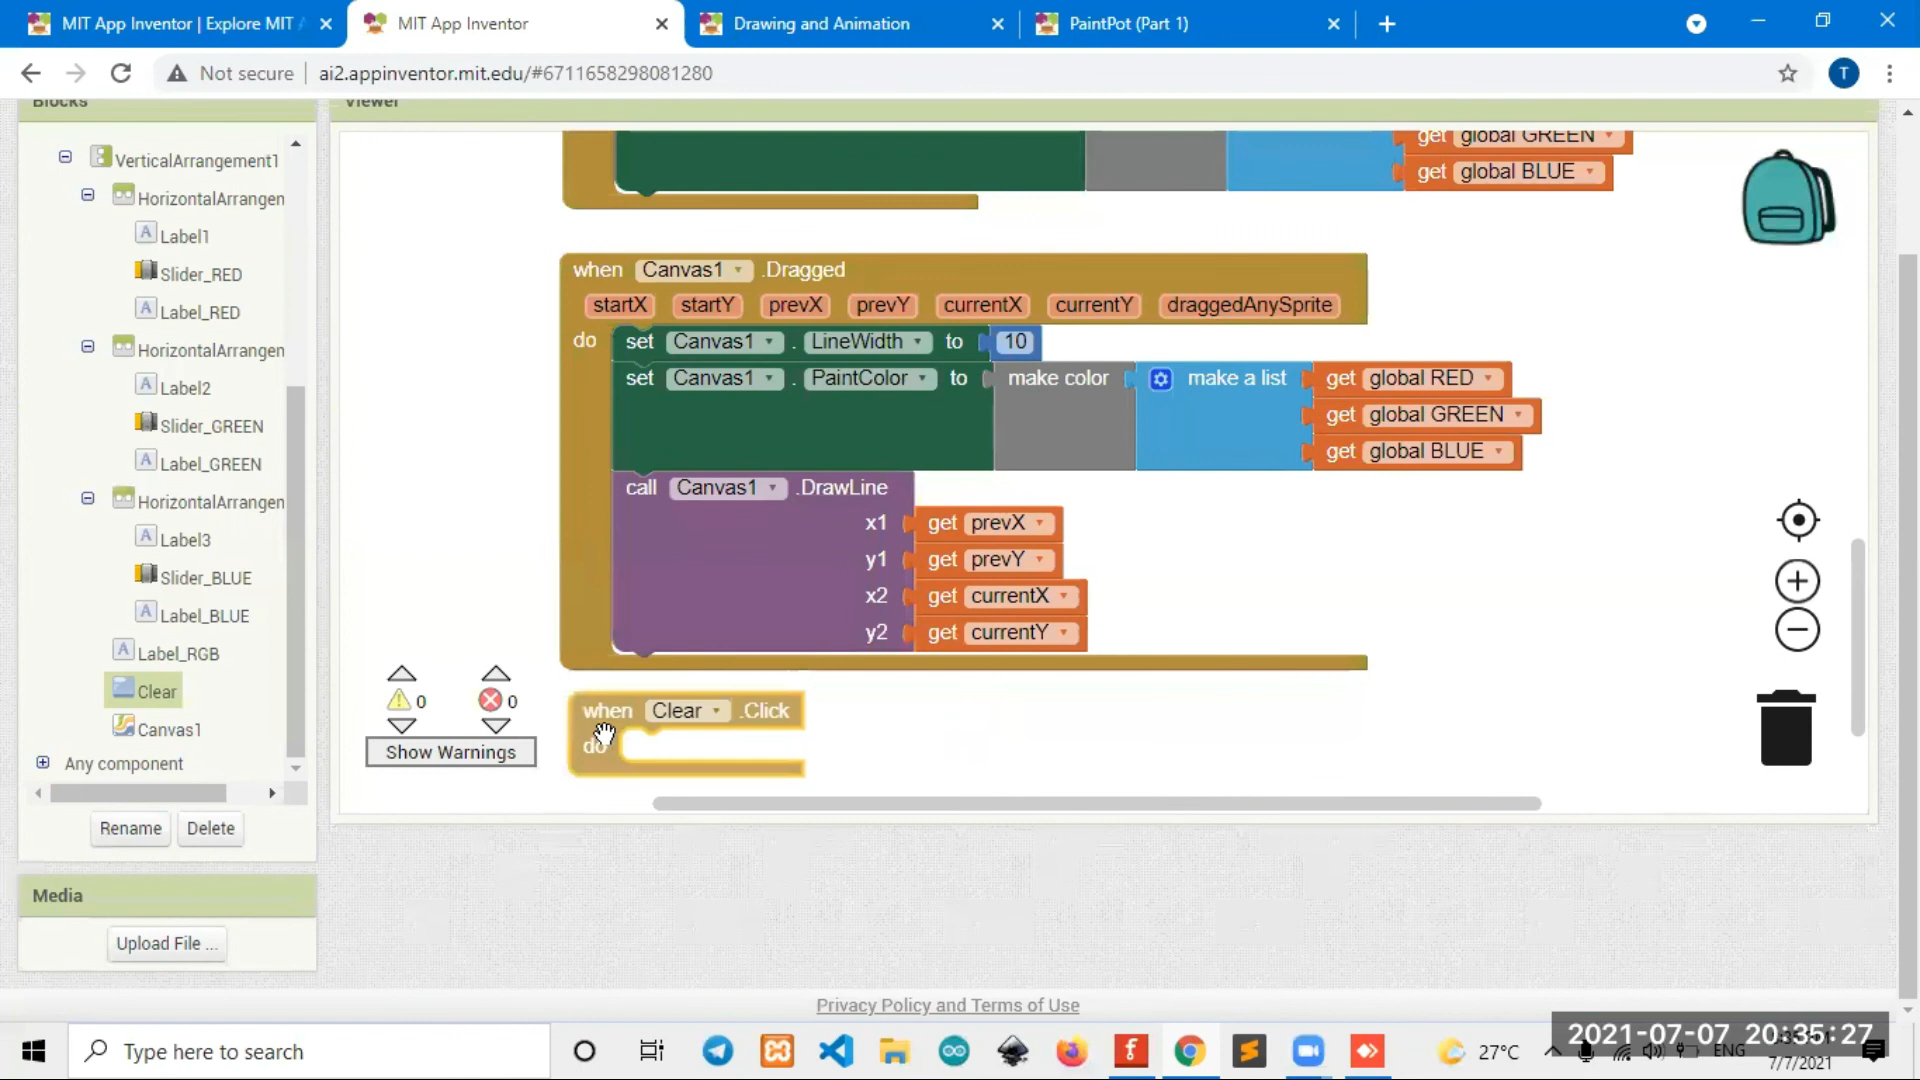 MIT App Inventor | Explore MIT A
MIT App Inventor
Drawing and Animation
PaintPot (Part 1)
Not secure
ai2.appinventor.mit.edu/#6711658298081280
T
Blocks
Viewer
VerticalArrangement1
HorizontalArrangen
Label1
Slider_RED
Label_RED
HorizontalArrangen
Label2
Slider_GREEN
Label_GREEN
HorizontalArrangen
Label3
Slider_BLUE
Label_BLUE
Label_RGB
Clear
Canvas1
Any component
Rename
Delete
Media
Upload File ...
get global GREEN
get global BLUE
when Canvas1 .Dragged
startX startY prevX prevY currentX currentY draggedAnySprite
do set Canvas1 . LineWidth to 10
set Canvas1 . PaintColor to make color make a list get global RED
get global GREEN
get global BLUE
call Canvas1 .DrawLine
x1 get prevX
y1 get prevY
x2 get currentX
y2 get currentY
when Clear .Click
do
0 0
Show Warnings
Privacy Policy and Terms of Use
Type here to search
27°C
ENG
2021-07-07 20:35:27
7/7/2021